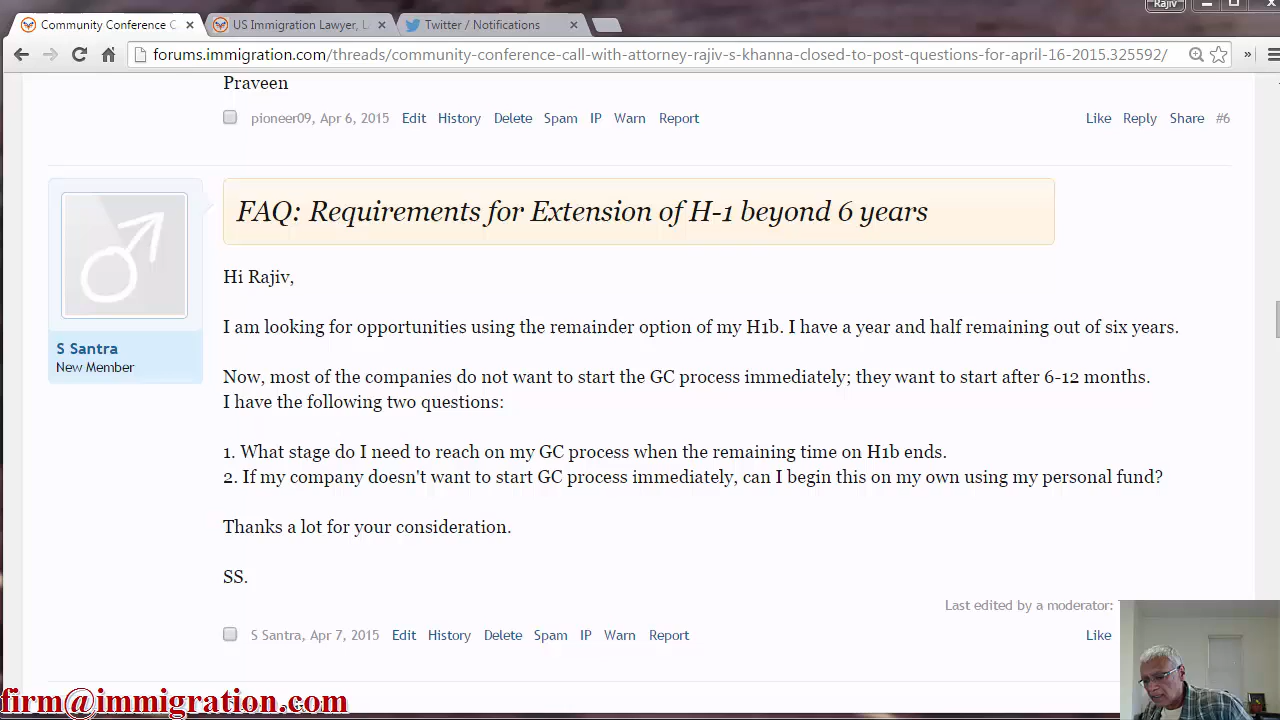 Rajiv
Community Conference C
US Immigration Lawyer, L
Twitter / Notifications
forums.immigration.com/threads/community-conference-call-with-attorney-rajiv-s-khanna-closed-to-post-questions-for-april-16-2015.325592/
Praveen
pioneer09, Apr 6, 2015 Edit History Delete Spam IP Warn Report Like Reply Share #6
FAQ: Requirements for Extension of H-1 beyond 6 years
Hi Rajiv,
I am looking for opportunities using the remainder option of my H1b. I have a year and half remaining out of six years.
S Santra
New Member
Now, most of the companies do not want to start the GC process immediately; they want to start after 6-12 months.
I have the following two questions:
1. What stage do I need to reach on my GC process when the remaining time on H1b ends.
2. If my company doesn't want to start GC process immediately, can I begin this on my own using my personal fund?
Thanks a lot for your consideration.
SS.
Last edited by a moderator:
S Santra, Apr 7, 2015 Edit History Delete Spam IP Warn Report Like
firm@immigration.com